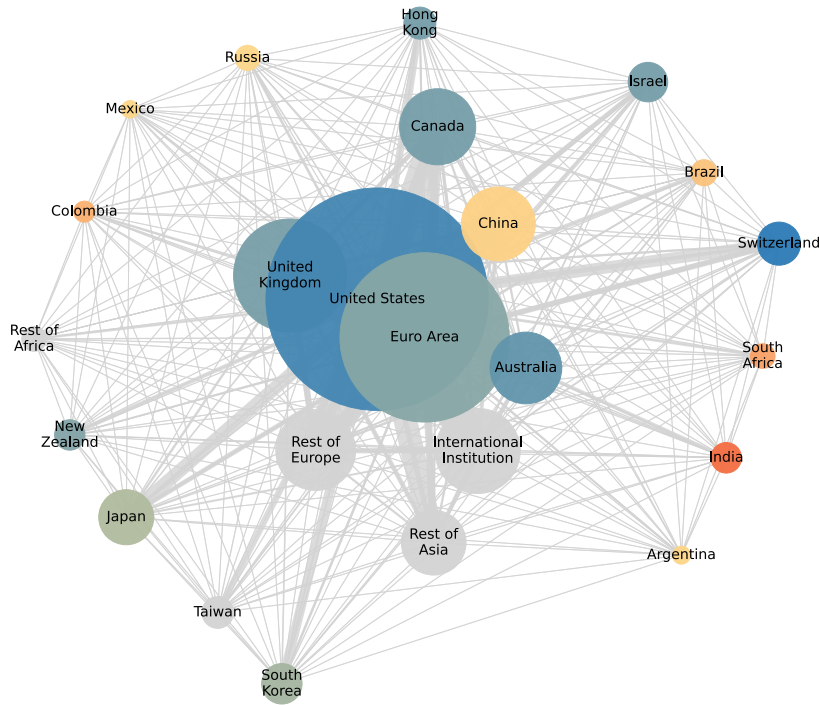 Hong
Kong
Russia
Israel
Mexico
Canada
Brazil
Colombia
China
Switzerland
United
Kingdom
United States
Rest of
Africa
Euro Area
South
Africa
Australia
New
Zealand
Rest of
Europe
International
Institution
India
Japan
Rest of
Asia
Argentina
Taiwan
South
Korea